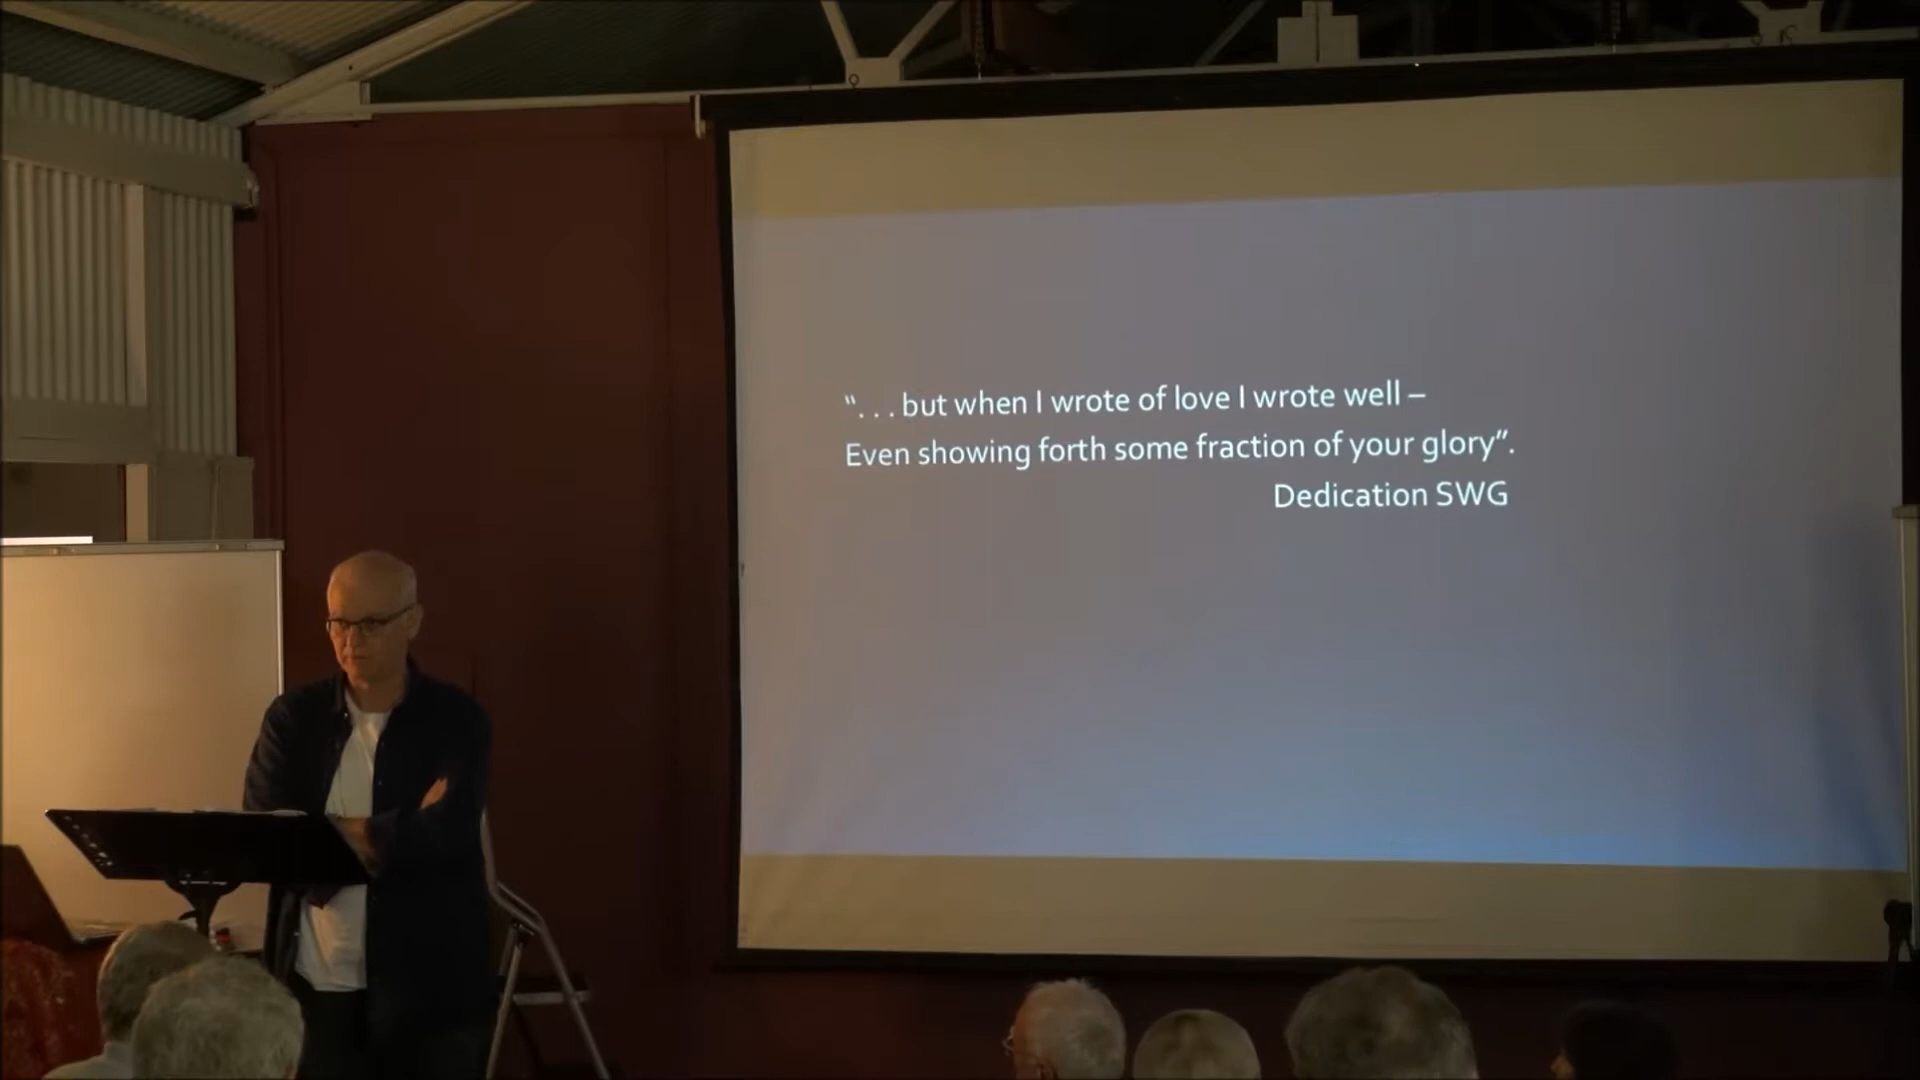 “. . . but when I wrote of love I wrote well –
Even showing forth some fraction of your glory”.
Dedication SWG